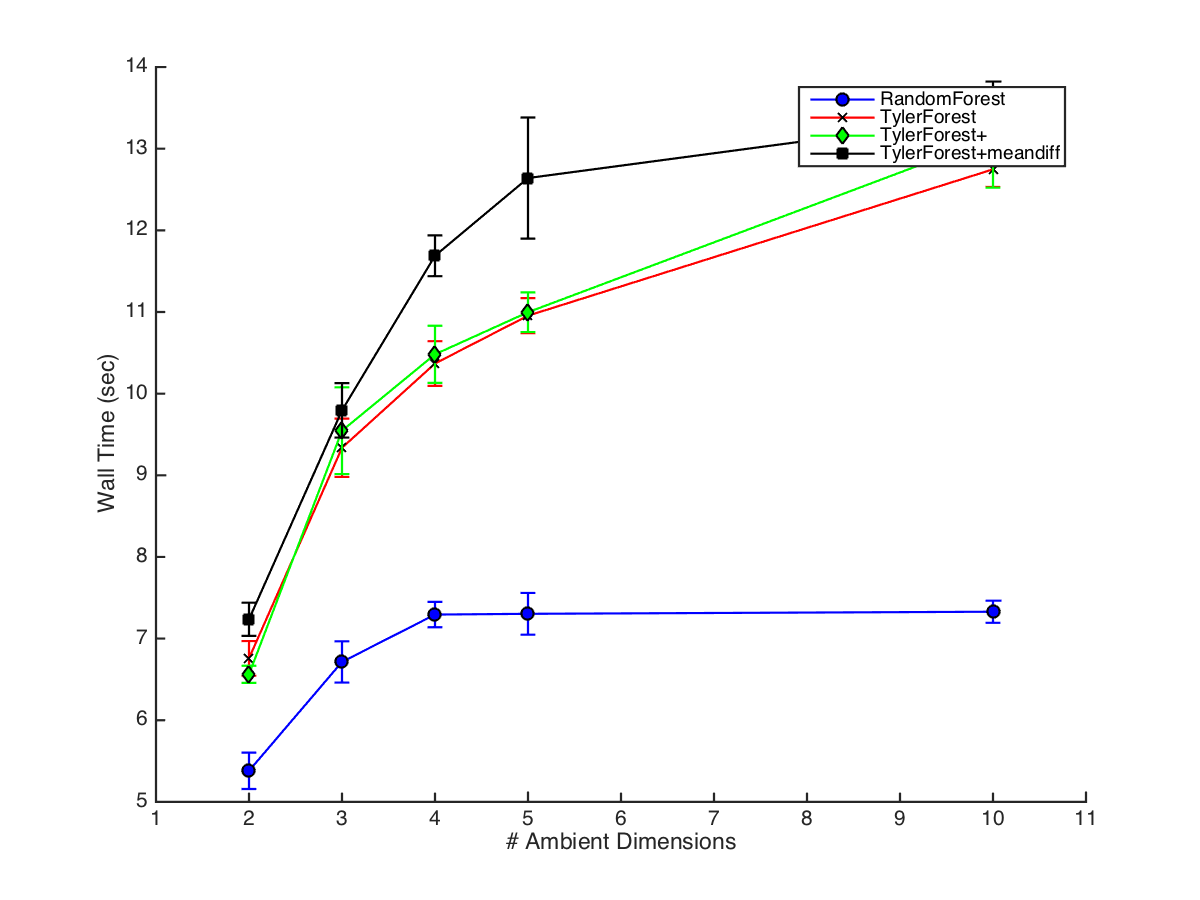 14
13
12
11
10
9
8
7
6
5
Wall Time (sec)
RandomForest
TylerForest
TylerForest+
TylerForest+meandiff
1 2 3 4 5 6 7 8 9 10 11
# Ambient Dimensions